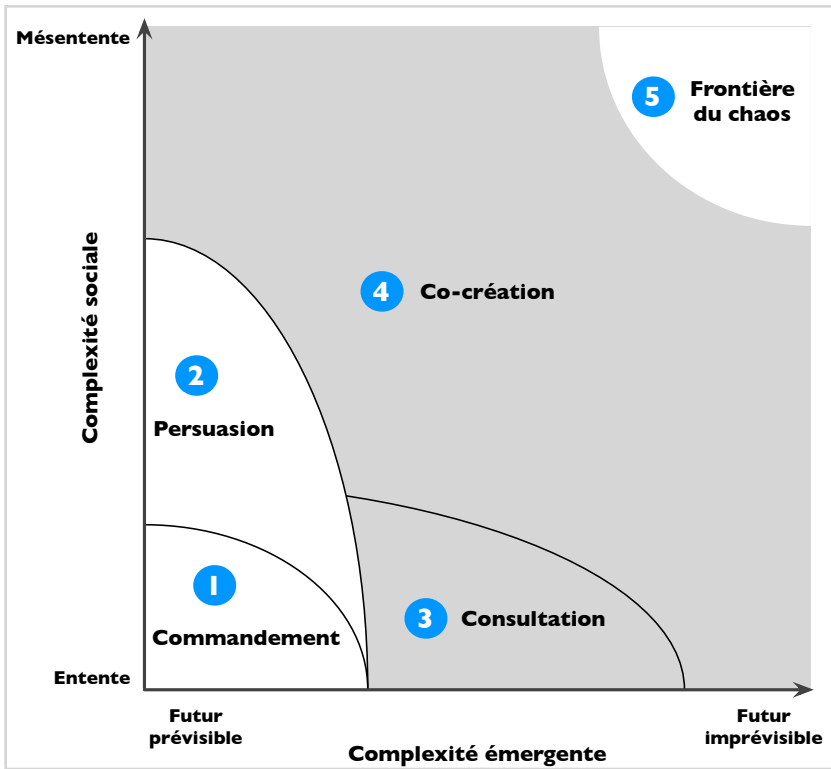 Mésentente
5 Frontière
du chaos
Complexité sociale
4 Co-création
2
Persuasion
1
Commandement
3 Consultation
Entente
Futur
prévisible
Futur
imprévisible
Complexité émergente